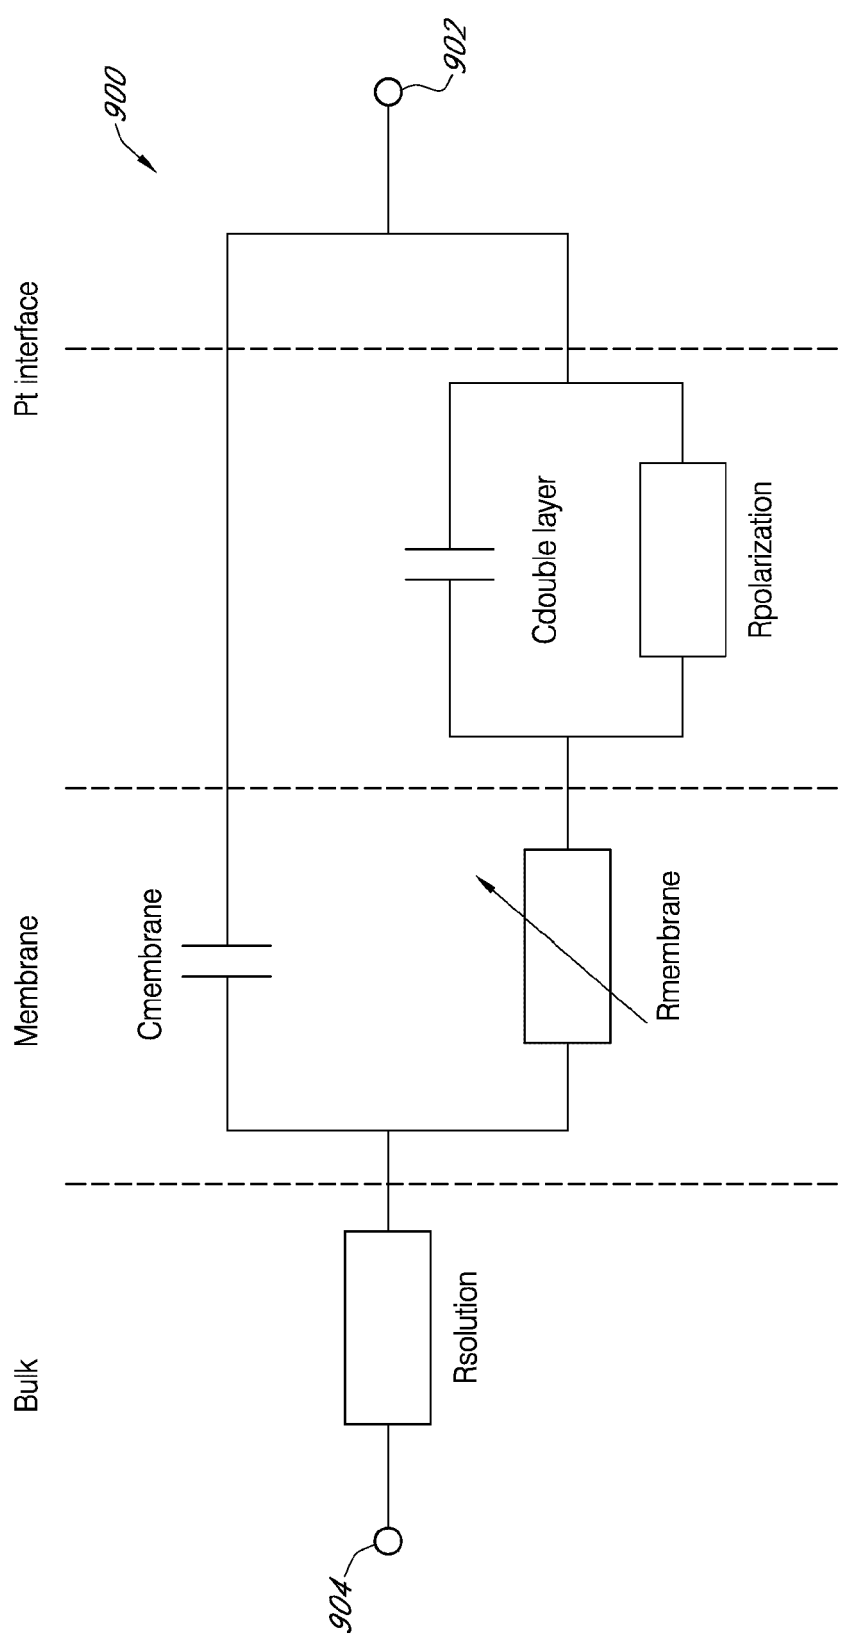 900
Bulk
Membrane
Pt interface
Cmembrane
904
902
Rsolution
Cdouble layer
Rmembrane
Rpolarization